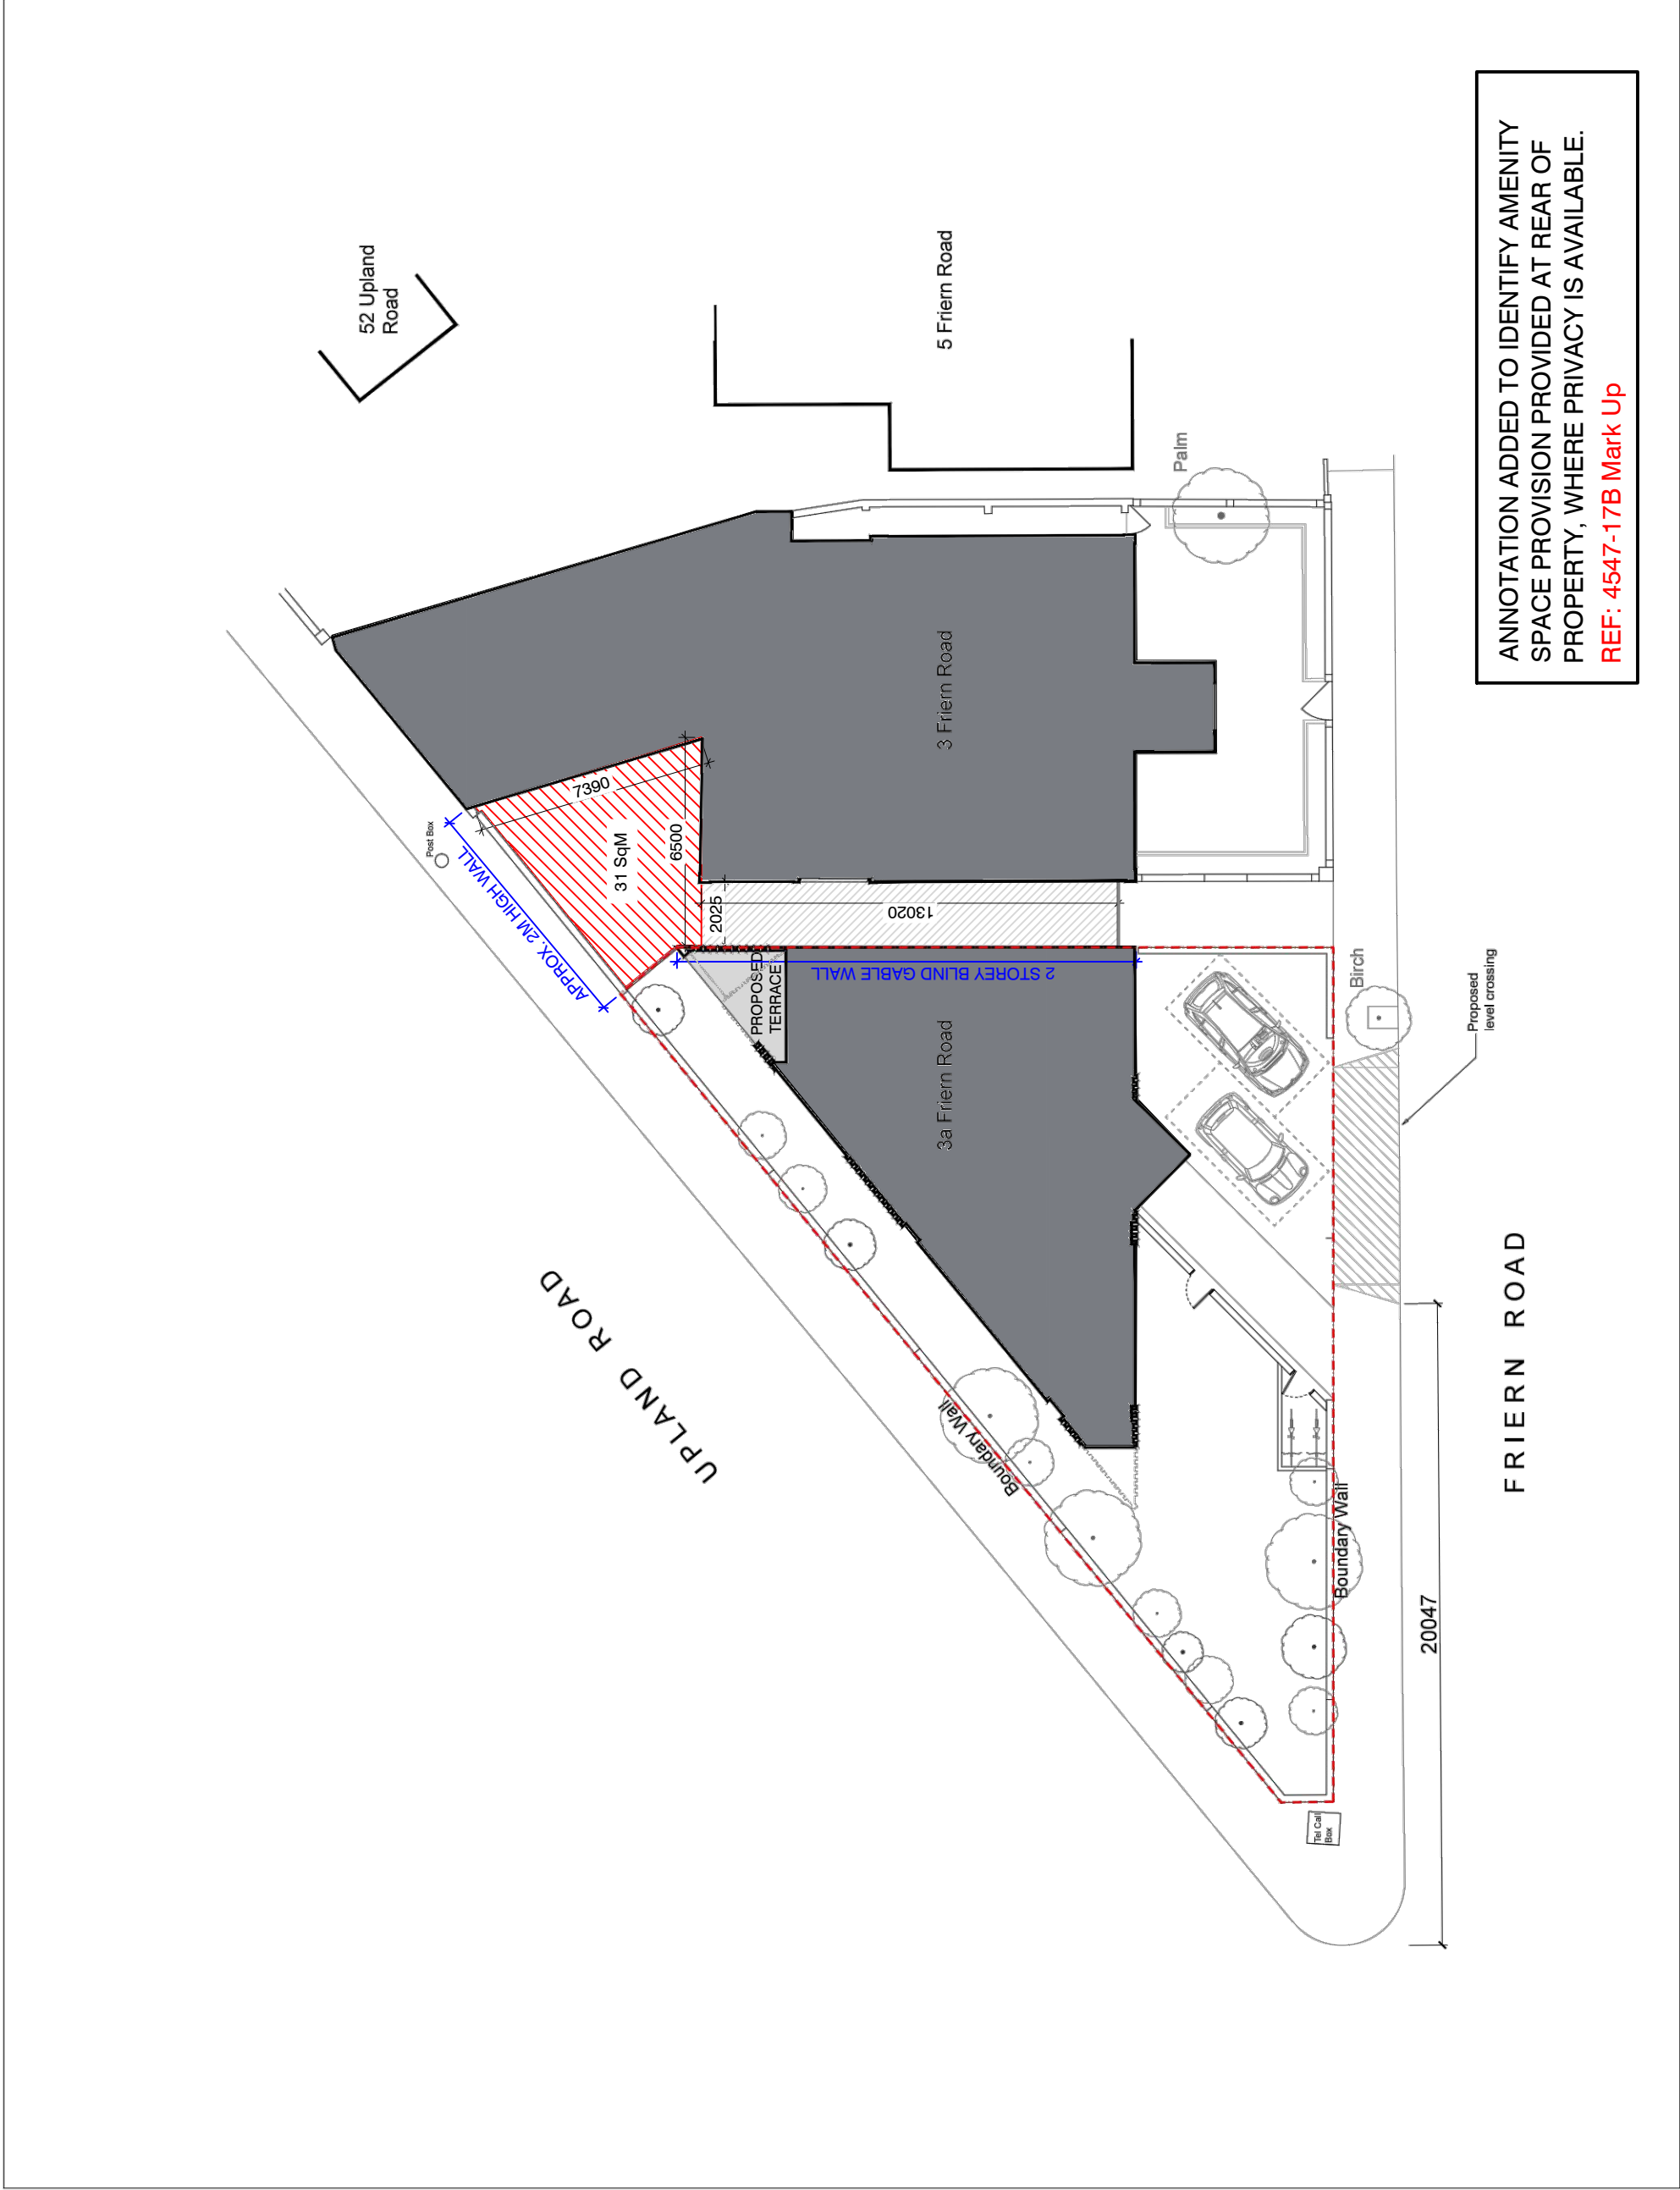 52 Upland
Road
5 Friern Road
Palm
ANNOTATION ADDED TO IDENTIFY AMENITY
SPACE PROVISION PROVIDED AT REAR OF
PROPERTY, WHERE PRIVACY IS AVAILABLE.
REF: 4547-17B Mark Up
3 Friern Road
7390
6500
31 SqM
Post Box
APPROX. 2M HIGH WALL
2025
13020
2 STOREY BLIND GABLE WALL
PROPOSED
TERRACE
3a Friern Road
Birch
Proposed
level crossing
UPLAND ROAD
Boundary Wall
Boundary Wall
FRIERN ROAD
20047
Tel Call
Box